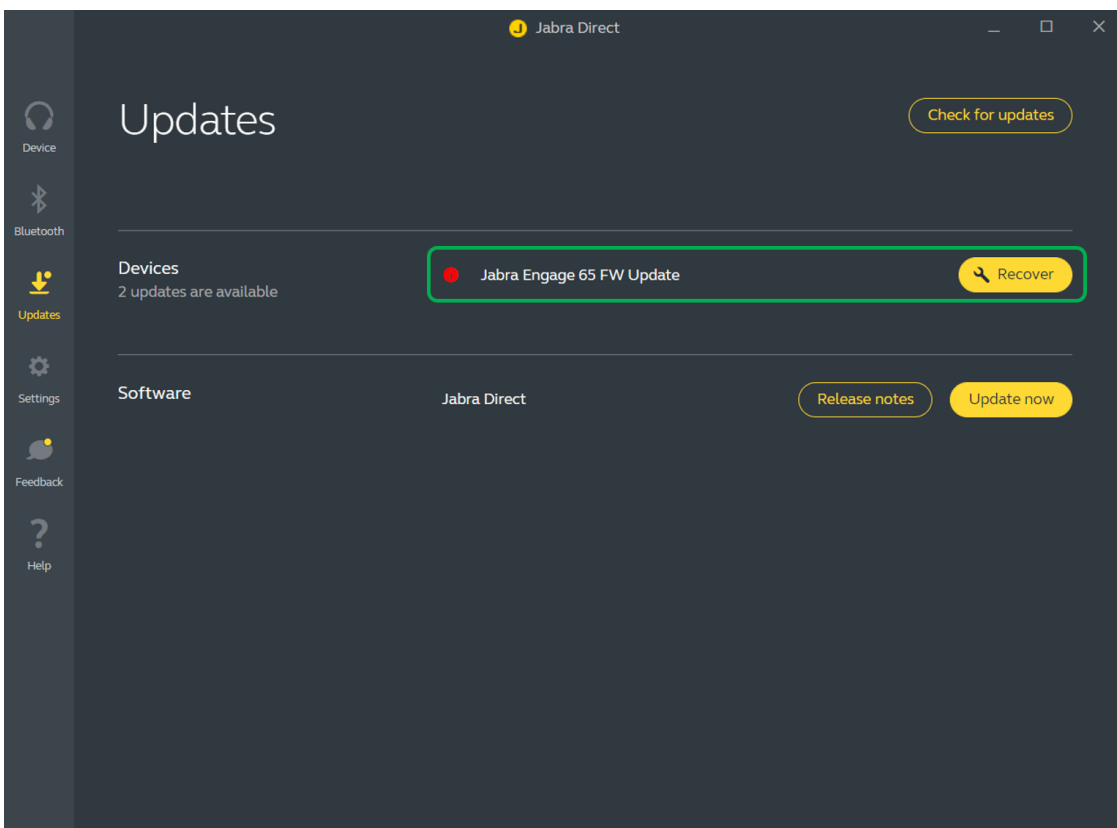 Jabra Direct
Updates
Check for updates
Device
Bluetooth
Updates
Settings
Feedback
Help
Devices
2 updates are available
Jabra Engage 65 FW Update
Recover
Software
Jabra Direct
Release notes
Update now